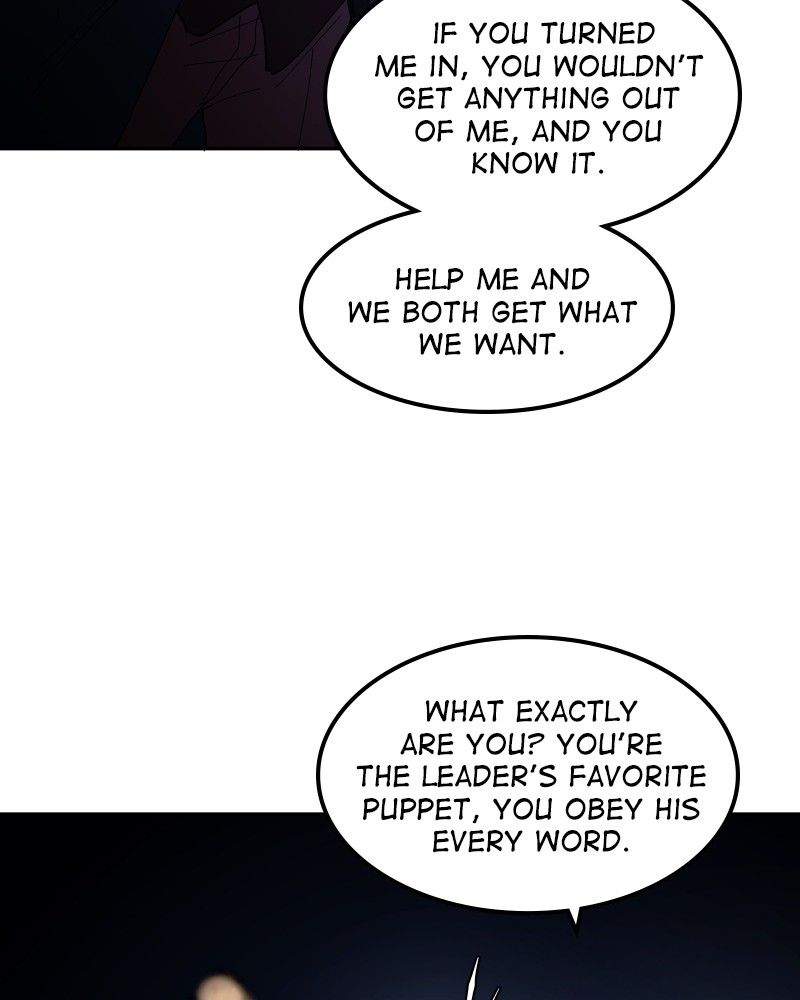 IF YOU TURNED
ME IN, YOU WOULDN'T
GET ANYTHING OUT
OF ME, AND YOU
KNOW IT.
HELP ME AND
WE BOTH GET WHAT
WE WANT.
WHAT EXACTLY
ARE YOU? YOU'RE
THE LEADER'S FAVORITE
PUPPET, YOU OBEY HIS
EVERY WORD.